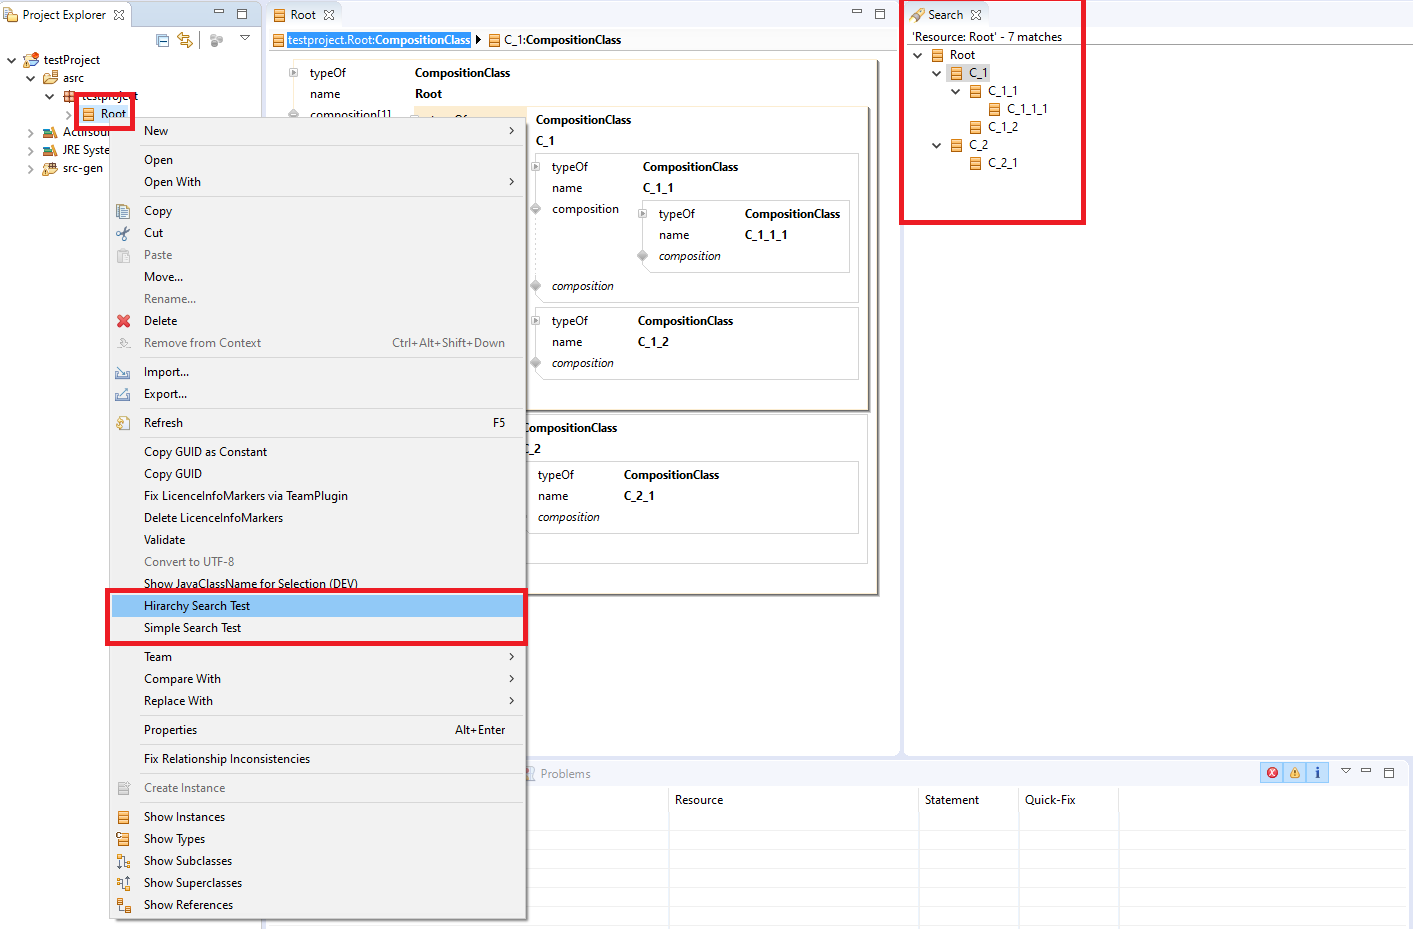 Project Explorer
testProject
asrc
testproject
Root
JRE Syste
src-gen
New
Open
Open With
Copy
Cut
Paste
Move...
Rename...
Delete
Remove from Context Ctrl+Alt+Shift+Down
Import...
Export...
Refresh F5
Copy GUID as Constant
Copy GUID
Fix LicenceInfoMarkers via TeamPlugin
Delete LicenceInfoMarkers
Validate
Convert to UTF-8
Show JavaClassName for Selection (DEV)
Hirarchy Search Test
Simple Search Test
Team
Compare With
Replace With
Properties Alt+Enter
Fix Relationship Inconsistencies
Create Instance
Show Instances
Show Types
Show Subclasses
Show Superclasses
Show References
Root
testproject.Root:CompositionClass C_1:CompositionClass
typeOf CompositionClass
name Root
composition[1]
CompositionClass
C_1
typeOf CompositionClass
name C_1_1
composition
typeOf CompositionClass
name C_1_1_1
composition
composition
typeOf CompositionClass
name C_1_2
composition
CompositionClass
C_2
typeOf CompositionClass
name C_2_1
composition
Search
'Resource: Root' - 7 matches
Root
C_1
C_1_1
C_1_1_1
C_1_2
C_2
C_2_1
Problems
Resource Statement Quick-Fix